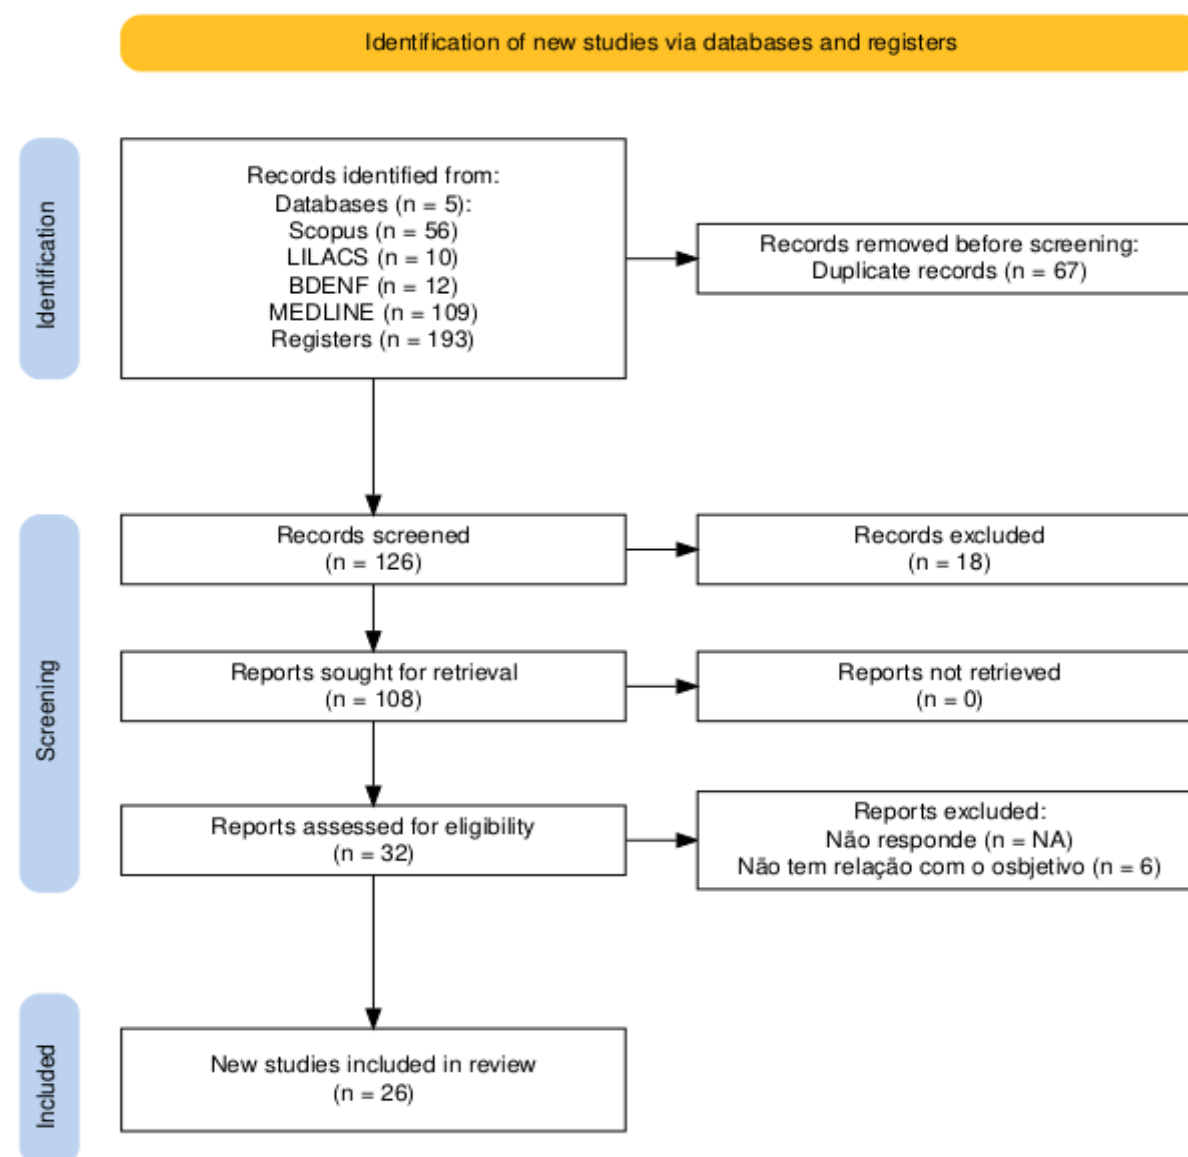 Identification of new studies via databases and registers
Identification
Records identified from:
Databases (n = 5):
Scopus (n = 56)
LILACS (n = 10)
BDENF (n = 12)
MEDLINE (n = 109)
Registers (n = 193)
Records removed before screening:
Duplicate records (n = 67)
Screening
Records screened
(n = 126)
Records excluded
(n = 18)
Reports sought for retrieval
(n = 108)
Reports not retrieved
(n = 0)
Reports assessed for eligibility
(n = 32)
Reports excluded:
Não responde (n = NA)
Não tem relação com o osbjetivo (n = 6)
Included
New studies included in review
(n = 26)